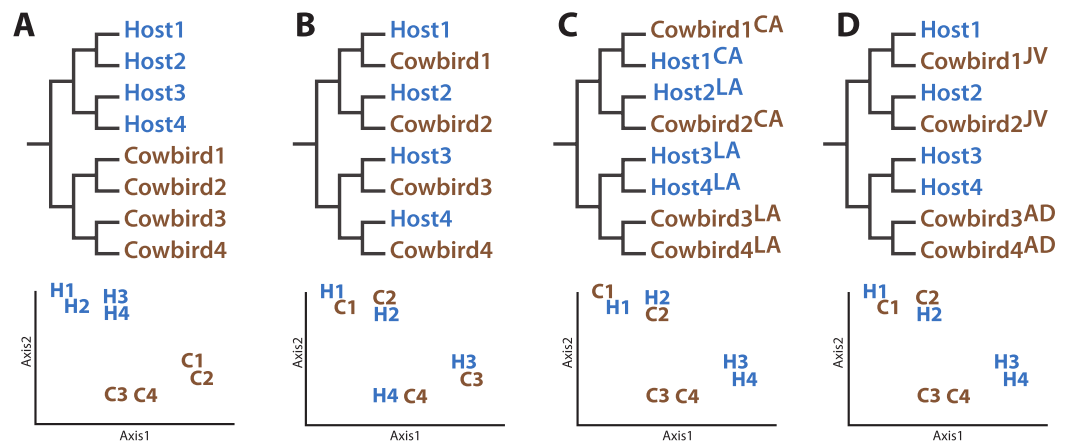 A
Host1
Host2
Host3
Host4
Cowbird1
Cowbird2
Cowbird3
Cowbird4
H1
H2
H3
H4
C1
C2
C3 C4
Axis2
Axis1
B
Host1
Cowbird1
Host2
Cowbird2
Host3
Cowbird3
Host4
Cowbird4
H1
C1
C2
H2
H3
C3
H4 C4
Axis2
Axis1
C
Cowbird1CA
Host1CA
Host2LA
Cowbird2CA
Host3LA
Host4LA
Cowbird3LA
Cowbird4LA
C1
H1
H2
C2
H3
H4
C3 C4
Axis2
Axis1
D
Host1
Cowbird1JV
Host2
Cowbird2JV
Host3
Host4
Cowbird3AD
Cowbird4AD
H1
C1
C2
H2
H3
H4
C3 C4
Axis2
Axis1